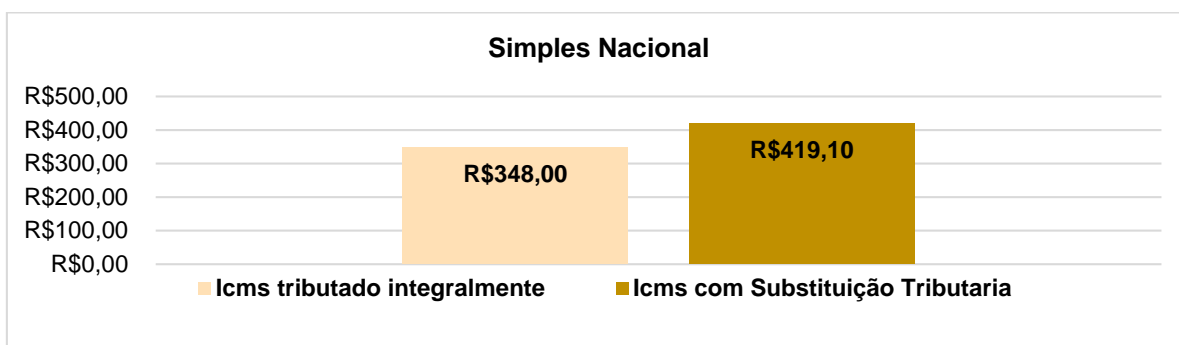 Simples Nacional
R$500,00
R$400,00
R$300,00
R$200,00
R$100,00
R$0,00
R$348,00
R$419,10
Icms tributado integralmente
Icms com Substituição Tributaria